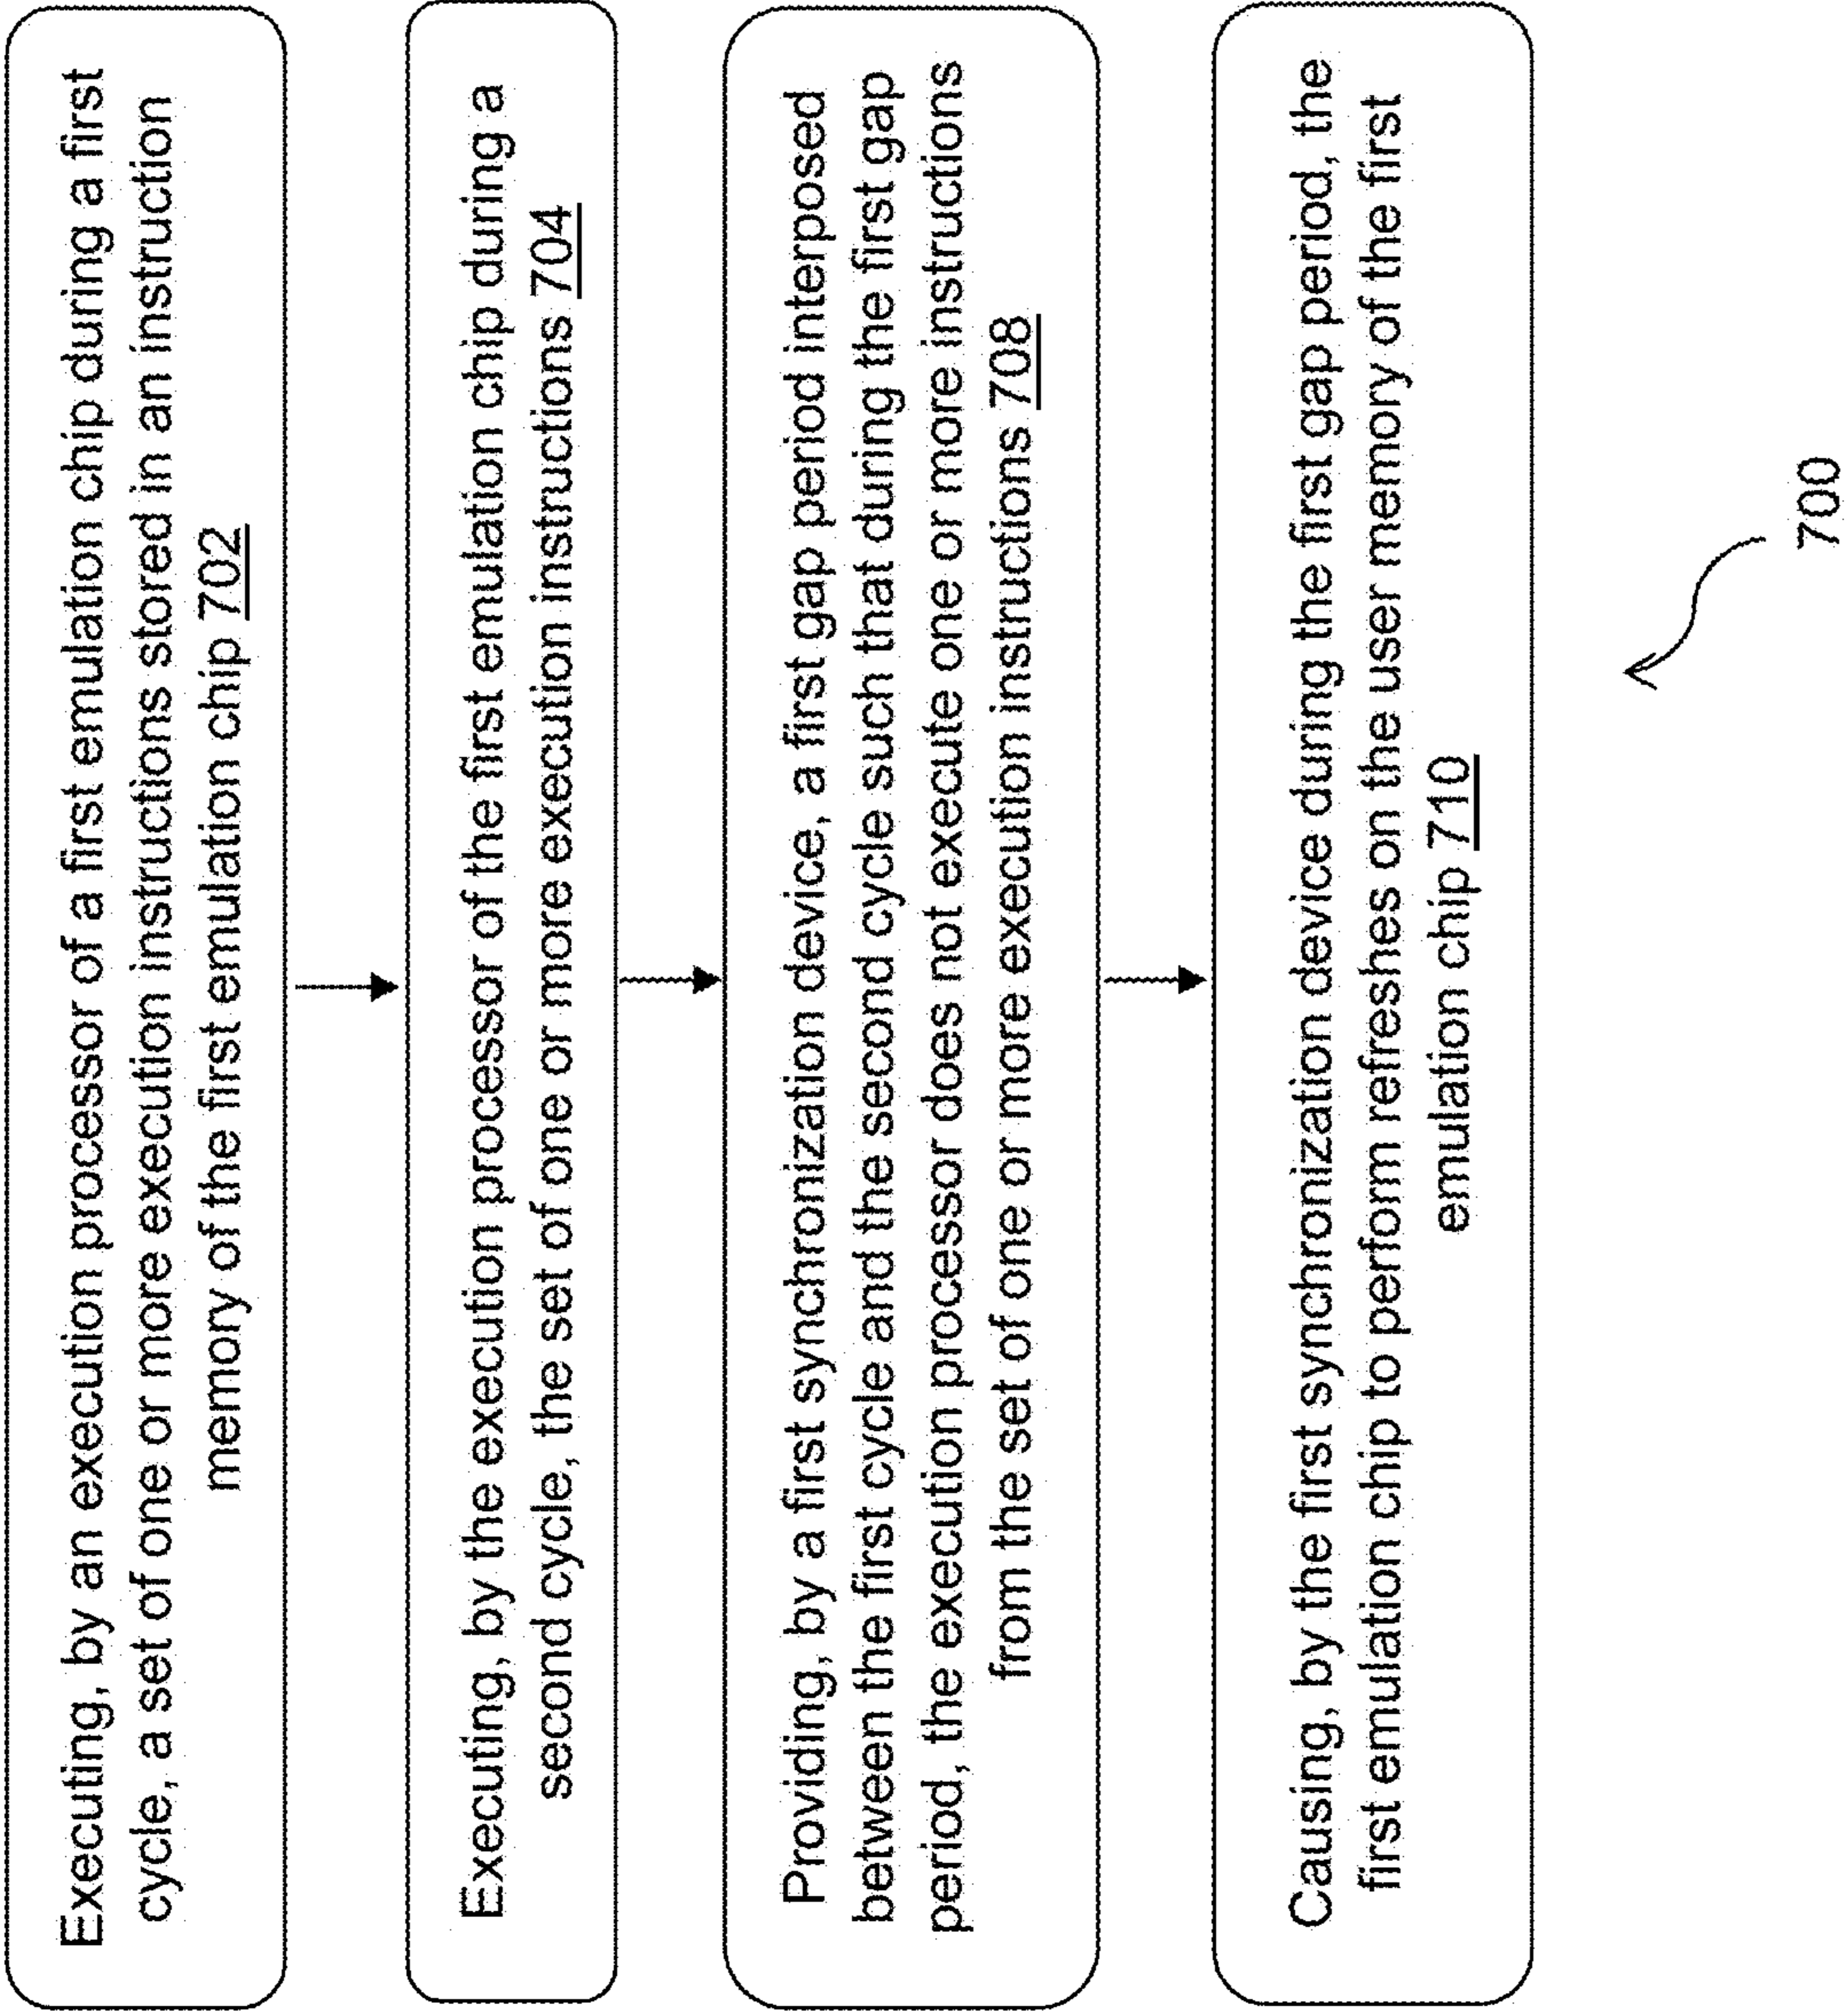 Executing, by an execution processor of a first emulation chip during a first
cycle, a set of one or more execution instructions stored in an instruction
memory of the first emulation chip 702
Executing, by the execution processor of the first emulation chip during a
second cycle, the set of one or more execution instructions 704
Providing, by a first synchronization device, a first gap period interposed
between the first cycle and the second cycle such that during the first gap
period, the execution processor does not execute one or more instructions
from the set of one or more execution instructions 708
Causing, by the first synchronization device during the first gap period, the
first emulation chip to perform refreshes on the user memory of the first
emulation chip 710
700